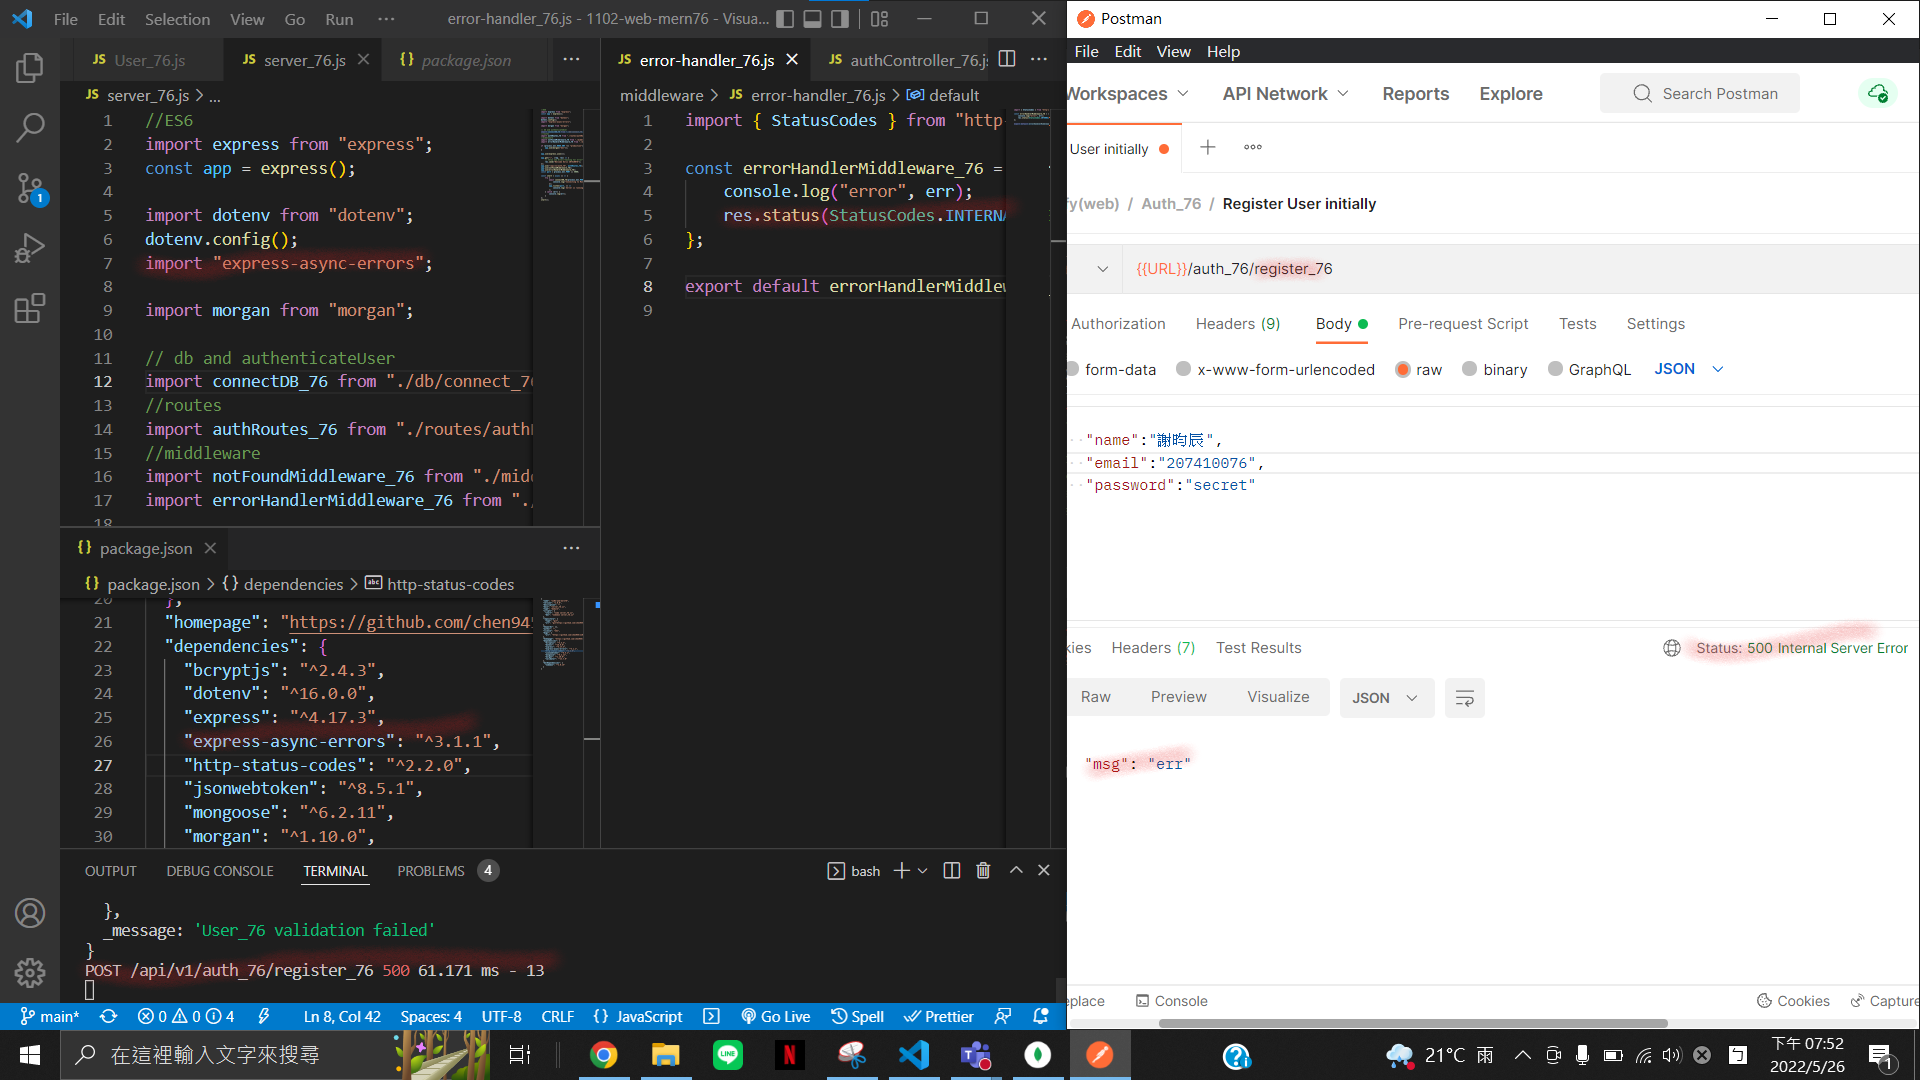 File Edit Selection View Go Run ··· error-handler_76.js - 1102-web-mern76 - Visua...
User_76.js server_76.js package.json ···
server_76.js > ...
1 //ES6
2 import express from "express";
3 const app = express();
4
5 import dotenv from "dotenv";
6 dotenv.config();
7 import "express-async-errors";
8
9 import morgan from "morgan";
10
11 // db and authenticateUser
12 import connectDB_76 from "./db/connect_76
13 //routes
14 import authRoutes_76 from "./routes/auth
15 //middleware
16 import notFoundMiddleware_76 from "./mid
17 import errorHandlerMiddleware_76 from "./
18
package.json
package.json > {} dependencies > abc http-status-codes
20 },
21 "homepage": "https://github.com/chen94
22 "dependencies": {
23 "bcryptjs": "^2.4.3",
24 "dotenv": "^16.0.0",
25 "express": "^4.17.3",
26 "express-async-errors": "^3.1.1",
27 "http-status-codes": "^2.2.0",
28 "jsonwebtoken": "^8.5.1",
29 "mongoose": "^6.2.11",
30 "morgan": "^1.10.0",
error-handler_76.js authController_76.js ···
middleware > error-handler_76.js > default
1 import { StatusCodes } from "http-
2
3 const errorHandlerMiddleware_76 =
4 console.log("error", err);
5 res.status(StatusCodes.INTERNA
6 };
7
8 export default errorHandlerMiddlew
9
OUTPUT DEBUG CONSOLE TERMINAL PROBLEMS 4 bash
},
_message: 'User_76 validation failed'
}
POST /api/v1/auth_76/register_76 500 61.171 ms - 13
main* 0 0 4 Ln 8, Col 42 Spaces: 4 UTF-8 CRLF {} JavaScript Go Live Spell Prettier
Postman
File Edit View Help
Workspaces API Network Reports Explore Search Postman
User initially
fy(web) / Auth_76 / Register User initially
{{URL}}/auth_76/register_76
Authorization Headers (9) Body Pre-request Script Tests Settings
form-data x-www-form-urlencoded raw binary GraphQL JSON
"name":"謝昀辰",
"email":"207410076",
"password":"secret"
kies Headers (7) Test Results Status: 500 Internal Server Error
Raw Preview Visualize JSON
"msg": "err"
eplace Console Cookies Capture
在這裡輸入文字來搜尋
LINE N
21°C 雨
下午 07:52
2022/5/26
1